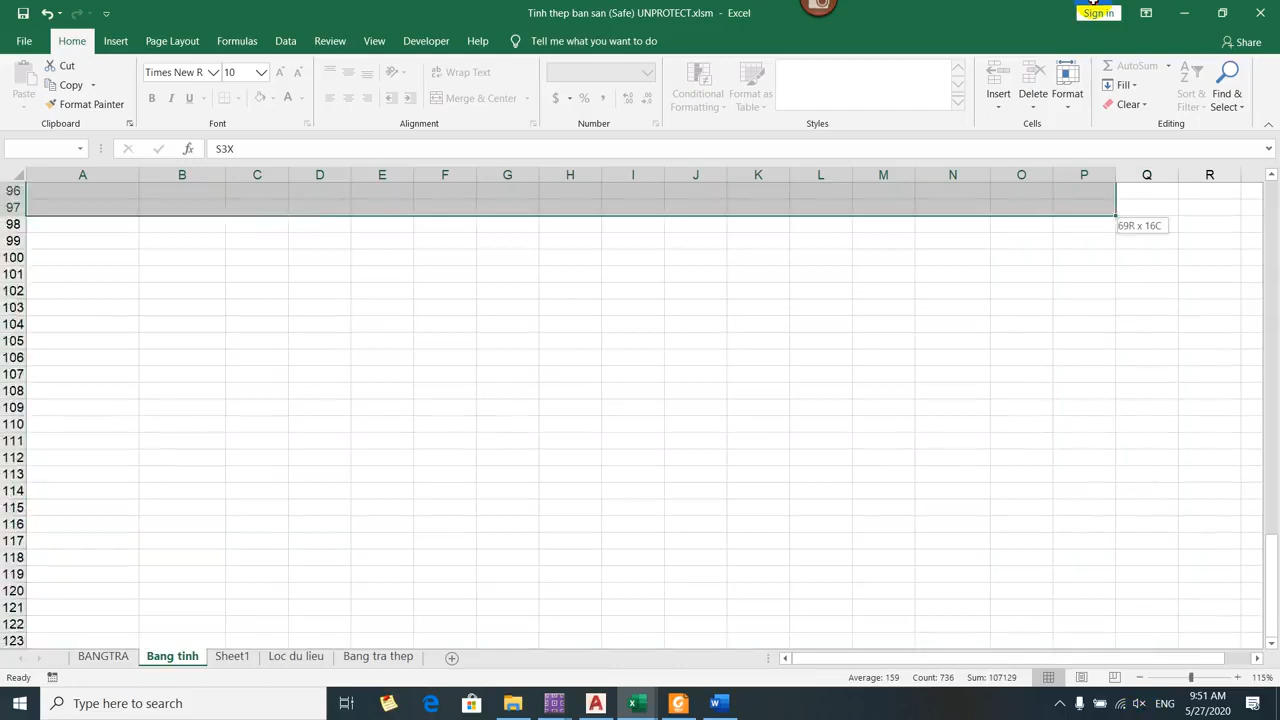 Tinh thep ban san (Safe) UNPROTECT.xlsm - Excel
Sign in
File Home Insert Page Layout Formulas Data Review View Developer Help Tell me what you want to do Share
Paste
Cut
Copy
Format Painter
Clipboard
Times New R 10
B I U
Font
Wrap Text
Merge & Center
Alignment
$ % ,
Number
Conditional Formatting
Format as Table
Styles
Insert Delete Format
Cells
AutoSum
Fill
Clear
Sort & Filter
Find & Select
Editing
fx S3X
A B C D E F G H I J K L M N O P Q R
96
97
98
69R x 16C
99
100
101
102
103
104
105
106
107
108
109
110
111
112
113
114
115
116
117
118
119
120
121
122
123
BANGTRA Bang tinh Sheet1 Loc du lieu Bang tra thep
Ready Average: 159 Count: 736 Sum: 107129 115%
Type here to search
ENG
9:51 AM
5/27/2020